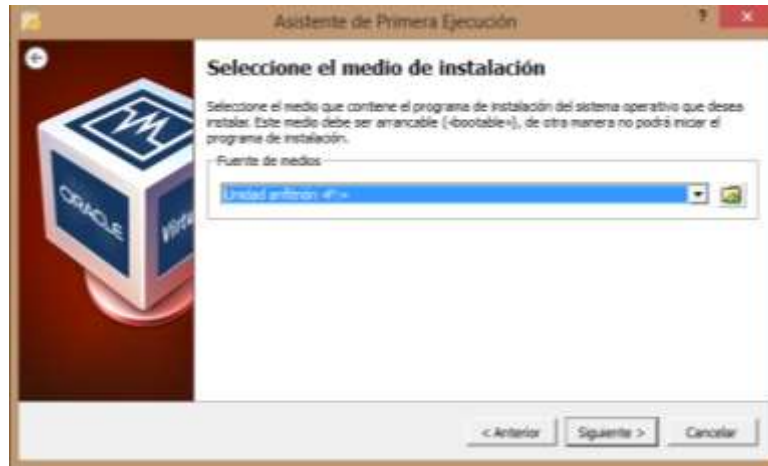 Asistente de Primera Ejecución
?
Seleccione el medio de instalación
Seleccione el medio que contiene el programa de instalación del sistema operativo que desea
instalar. Este medio debe ser arrancable («bootable»), de otra manera no podrá iniciar el
programa de instalación.
Fuente de medios
Unidad anfitrión
ORACLE
< Anterior
Siguiente >
Cancelar